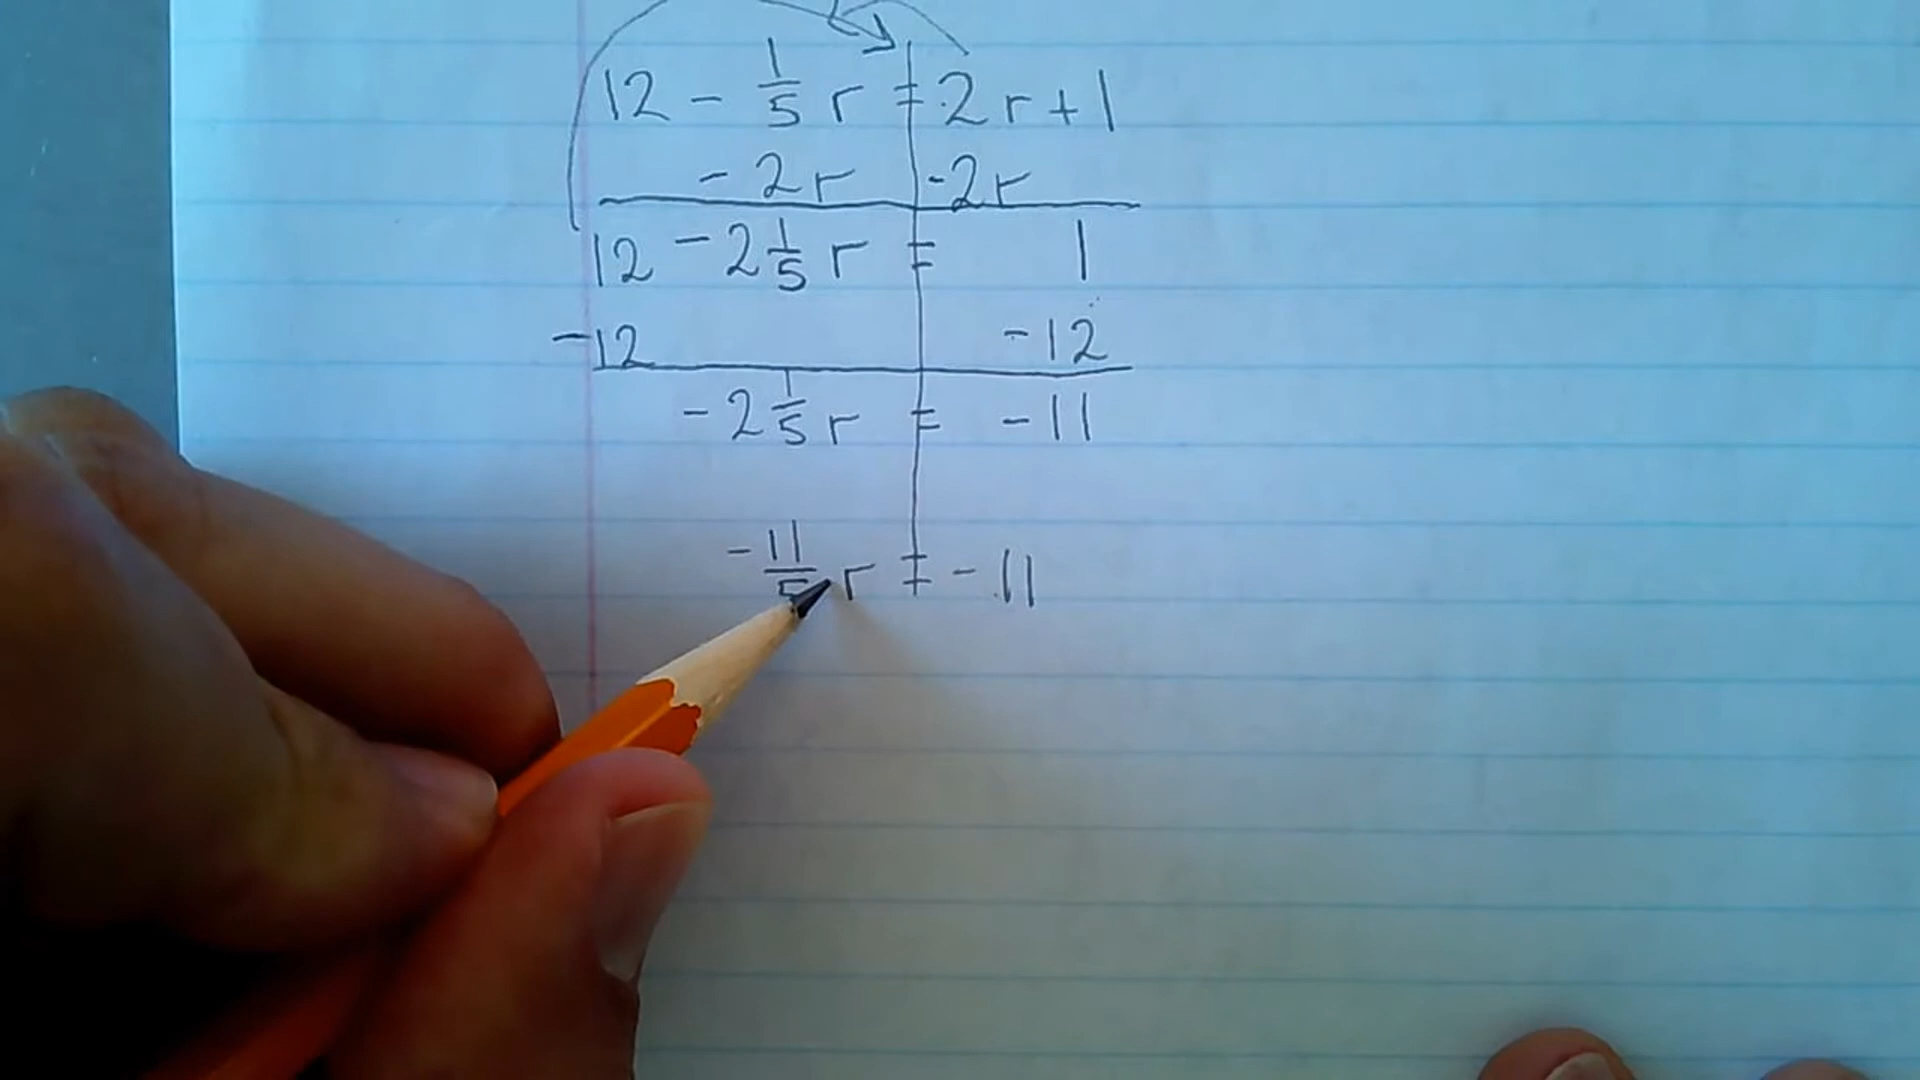 12 - 1/5 r = 2r + 1
- 2r -2r
12 - 2 1/5 r = 1
-12 -12
- 2 1/5 r = -11
- 11/5 r = -11